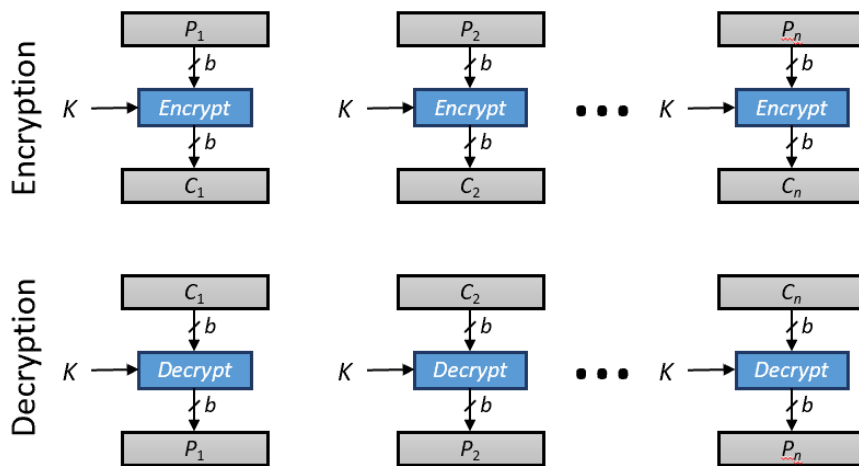 Encryption
P1 P2 Pn
b b b
K Encrypt K Encrypt ••• K Encrypt
b b b
C1 C2 Cn
Decryption
C1 C2 Cn
b b b
K Decrypt K Decrypt ••• K Decrypt
b b b
P1 P2 Pn